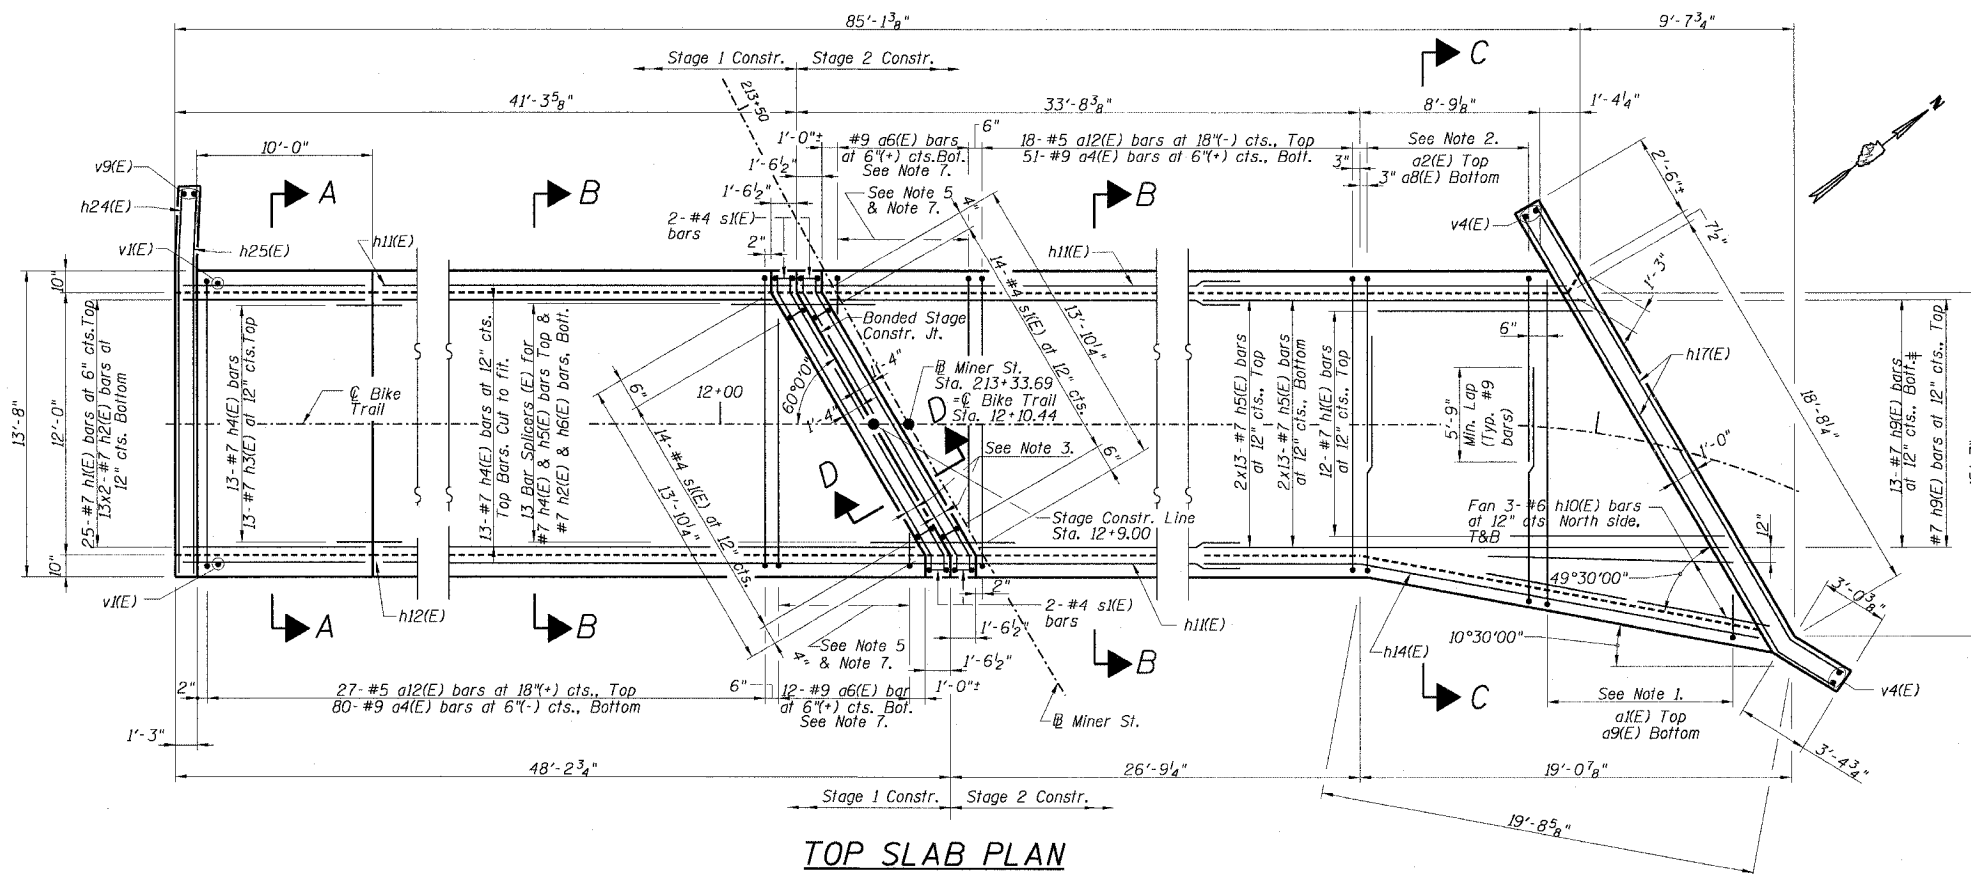 85'-1 3/8"
9'-7 3/4"
Stage 1 Constr.
Stage 2 Constr.
C
N
213+50
41'-3 5/8"
33'-8 3/8"
8'-9 1/8"
1'-4 1/4"
10'-0"
1'-0"±
#9 a6(E) bars
at 6"(+) cts. Bot.
See Note 7.
6"
18- #5 a12(E) bars at 18"(-) cts., Top
51- #9 a4(E) bars at 6"(+) cts., Bott.
See Note 2.
a2(E) Top
a8(E) Bottom
3"
3"
2'-6"±
v9(E)
h24(E)
A
B
1'-6 1/2"
1'-6 1/2"
See Note 5
& Note 7.
B
4"
7 1/2"
2- #4 s1(E)
bars
v4(E)
v1(E)
h25(E)
h11(E)
2"
h11(E)
1'-3"
10"
13'-8"
12'-0"
10"
25- #7 h1(E) bars at 6" cts. Top
13x2- #7 h2(E) bars at
12" cts. Bottom
13- #7 h4(E) bars
13- #7 h3(E) at 12" cts. Top
13- #7 h4(E) bars at 12" cts.
Top Bars. Cut to fit.
13 Bar Splicers (E) for
#7 h4(E) & h5(E) bars Top &
#7 h2(E) & h6(E) bars, Bott.
Bonded Stage
Constr. Jt.
14- #4 s1(E) at 12" cts.
13'-10 1/4"
℄ Bike
Trail
12+00
60°0'00"
1'-4"
1'-4"
℄ Miner St.
Sta. 213+33.69
=℄ Bike Trail
Sta. 12+10.44
D
D
6"
6"
14- #4 s1(E) at 12" cts.
13'-10 1/4"
See Note 3.
Stage Constr. Line
Sta. 12+9.00
2x13- #7 h5(E) bars
at 12" cts., Top
2x13- #7 h5(E) bars
at 12" cts., Bottom
12- #7 h1(E) bars
at 12" cts., Top
5'-9"
Min. Lap
(Typ. #9
bars)
6"
h17(E)
18'-8 1/4"
1'-0"
13- #7 h9(E) bars
at 12" cts., Bott.
#7 h9(E) bars at 12" cts., Top
Fan 3- #6 h10(E) bars
at 12" cts. North side.
T&B
12"
49°30'00"
10°30'00"
3'-0 3/8"
v1(E)
A
h12(E)
B
See Note 5
& Note 7.
4"
2"
2- #4 s1(E)
bars
1'-6 1/2"
1'-6 1/2"
B
h11(E)
h14(E)
C
v4(E)
2"
27- #5 a12(E) bars at 18"(+) cts., Top
80- #9 a4(E) bars at 6"(-) cts., Bottom
6"
12- #9 a6(E) bar
at 6"(+) cts. Bot.
See Note 7.
1'-0"±
℄ Miner St.
See Note 1.
a1(E) Top
a9(E) Bottom
1'-3"
3'-4 3/4"
48'-2 3/4"
26'-9 1/4"
19'-0 7/8"
Stage 1 Constr.
Stage 2 Constr.
19'-8 5/8"
TOP SLAB PLAN